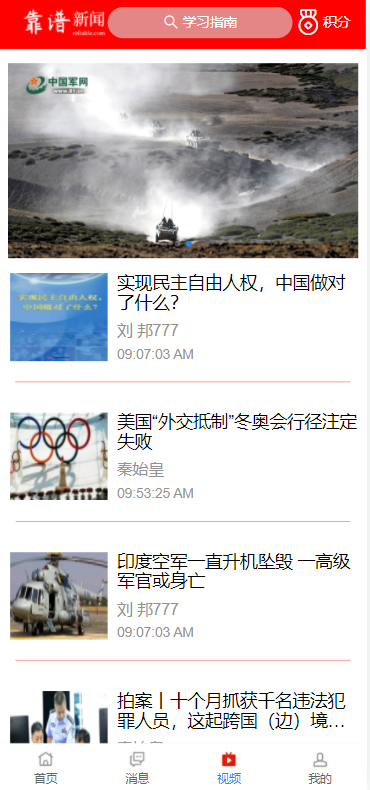 靠谱 新闻
reliable.com
学习指南
积分
中国军网
www.81.cn
实现民主自由人权，中国做对
了什么?
实现民主自由人权，
中国做对了什么？
刘 邦777
09:07:03 AM
美国“外交抵制”冬奥会行径注定
失败
秦始皇
09:53:25 AM
印度空军一直升机坠毁 一高级
军官或身亡
刘 邦777
09:07:03 AM
拍案丨十个月抓获千名违法犯
罪人员，这起跨国（边）境...
秦始皇
首页
消息
视频
我的